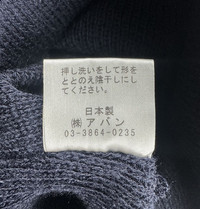 押し洗いをして形を
ととのえ陰干しにし
てください。
日本製
㈱アバン
03-3864-0235